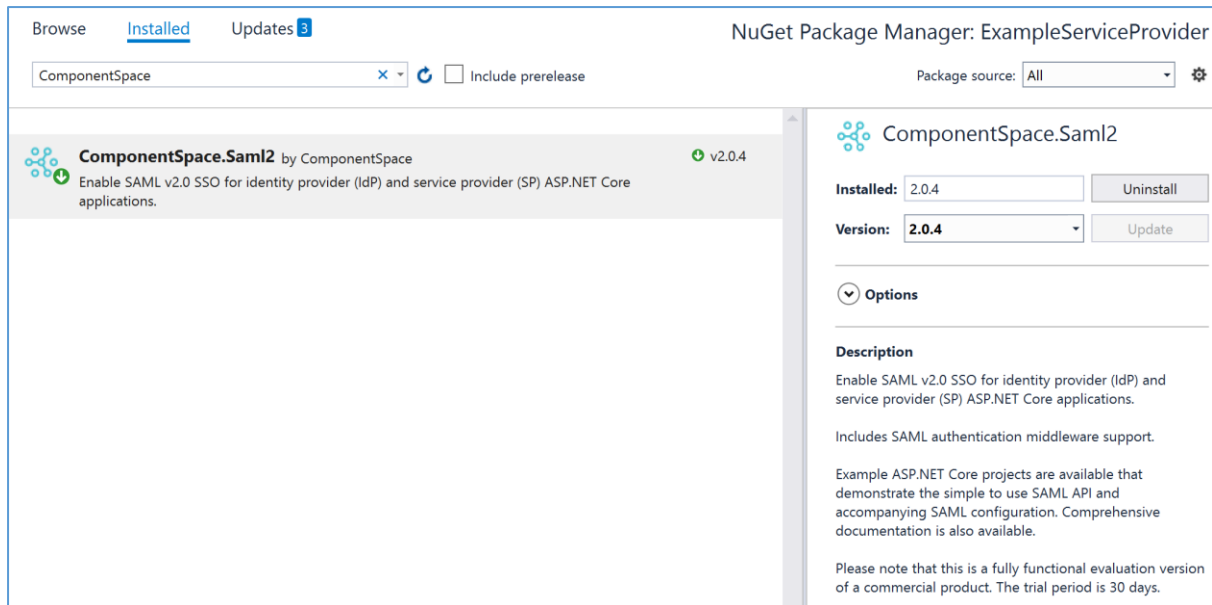 Browse Installed Updates 3
NuGet Package Manager: ExampleServiceProvider
ComponentSpace
Include prerelease
Package source: All
ComponentSpace.Saml2 by ComponentSpace
v2.0.4
Enable SAML v2.0 SSO for identity provider (IdP) and service provider (SP) ASP.NET Core
applications.
ComponentSpace.Saml2
Installed: 2.0.4 Uninstall
Version: 2.0.4 Update
Options
Description
Enable SAML v2.0 SSO for identity provider (IdP) and
service provider (SP) ASP.NET Core applications.
Includes SAML authentication middleware support.
Example ASP.NET Core projects are available that
demonstrate the simple to use SAML API and
accompanying SAML configuration. Comprehensive
documentation is also available.
Please note that this is a fully functional evaluation version
of a commercial product. The trial period is 30 days.